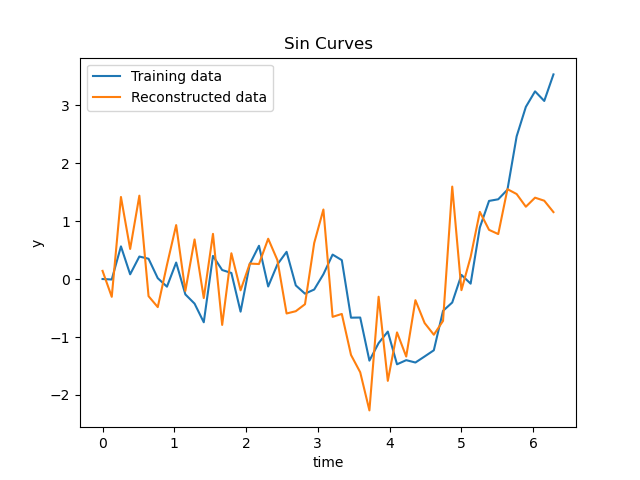 Sin Curves
Training data
Reconstructed data
y
3
2
1
0
−1
−2
0 1 2 3 4 5 6
time